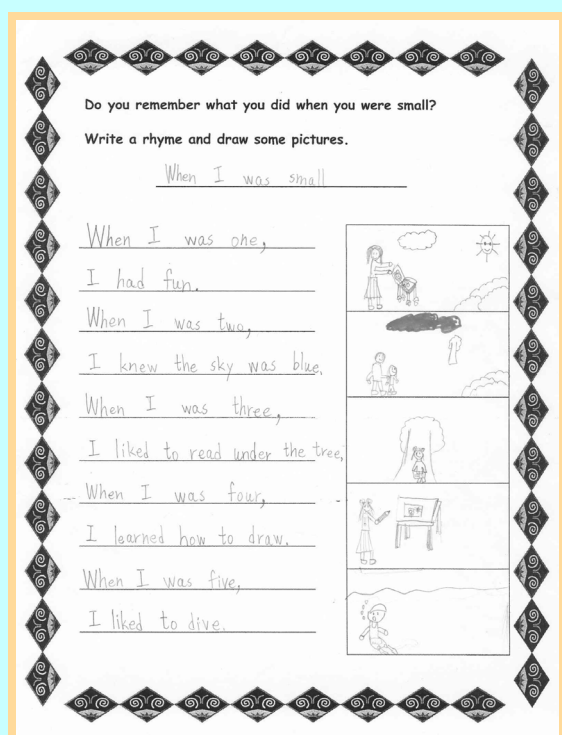 Do you remember what you did when you were small?
Write a rhyme and draw some pictures.
When I was small
When I was one,
I had fun.
When I was two,
I knew the sky was blue.
When I was three,
I liked to read under the tree,
When I was four,
I learned how to draw.
When I was five,
I liked to dive.